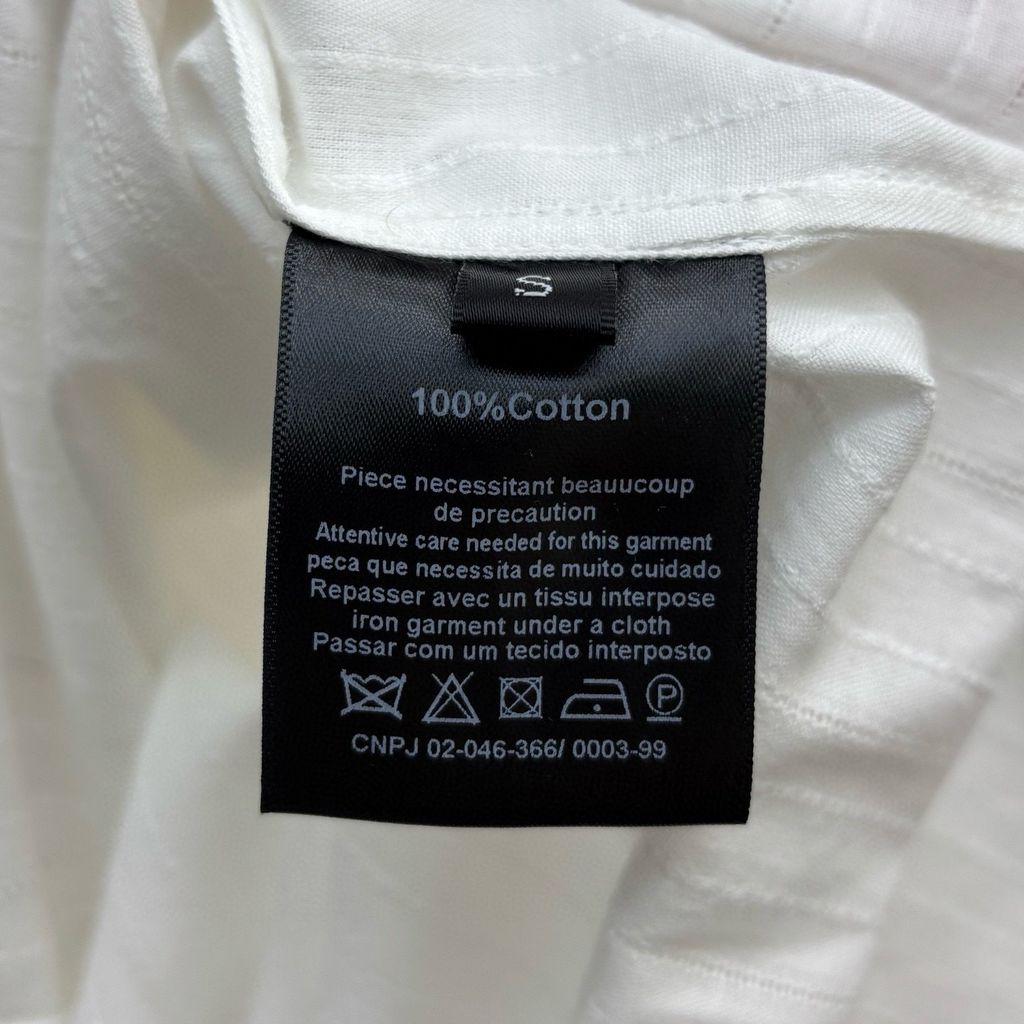 S
100%Cotton
Piece necessitant beauucoup
de precaution
Attentive care needed for this garment
peca que necessita de muito cuidado
Repasser avec un tissu interpose
iron garment under a cloth
Passar com um tecido interposto
P
CNPJ 02-046-366/ 0003-99